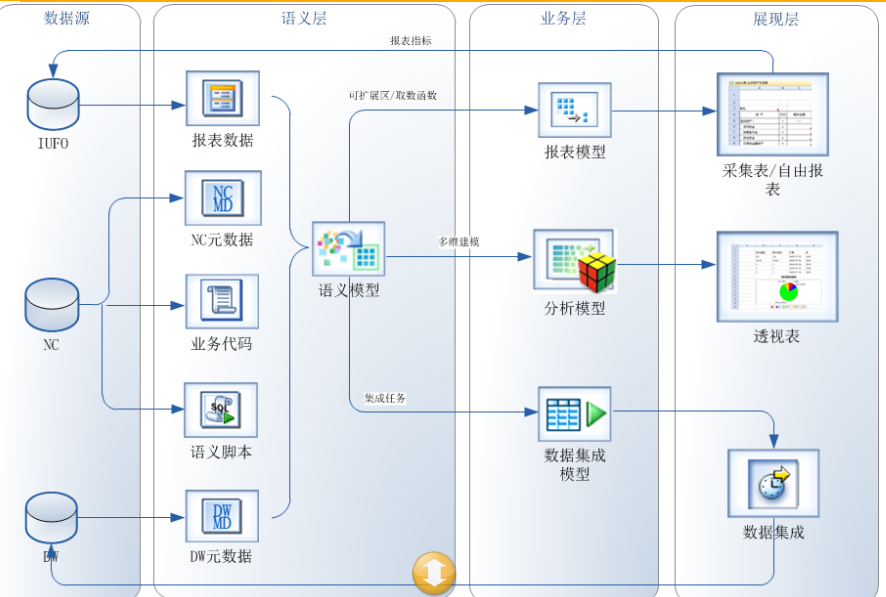 数据源
语义层
业务层
展现层
报表指标
IUFO
报表数据
可扩展区/取数函数
报表模型
采集表/自由报
表
NC
MD
NC元数据
语义模型
多维建模
分析模型
透视表
NC
业务代码
集成任务
SQL
语义脚本
数据集成
模型
DW
MD
DW元数据
DW
数据集成